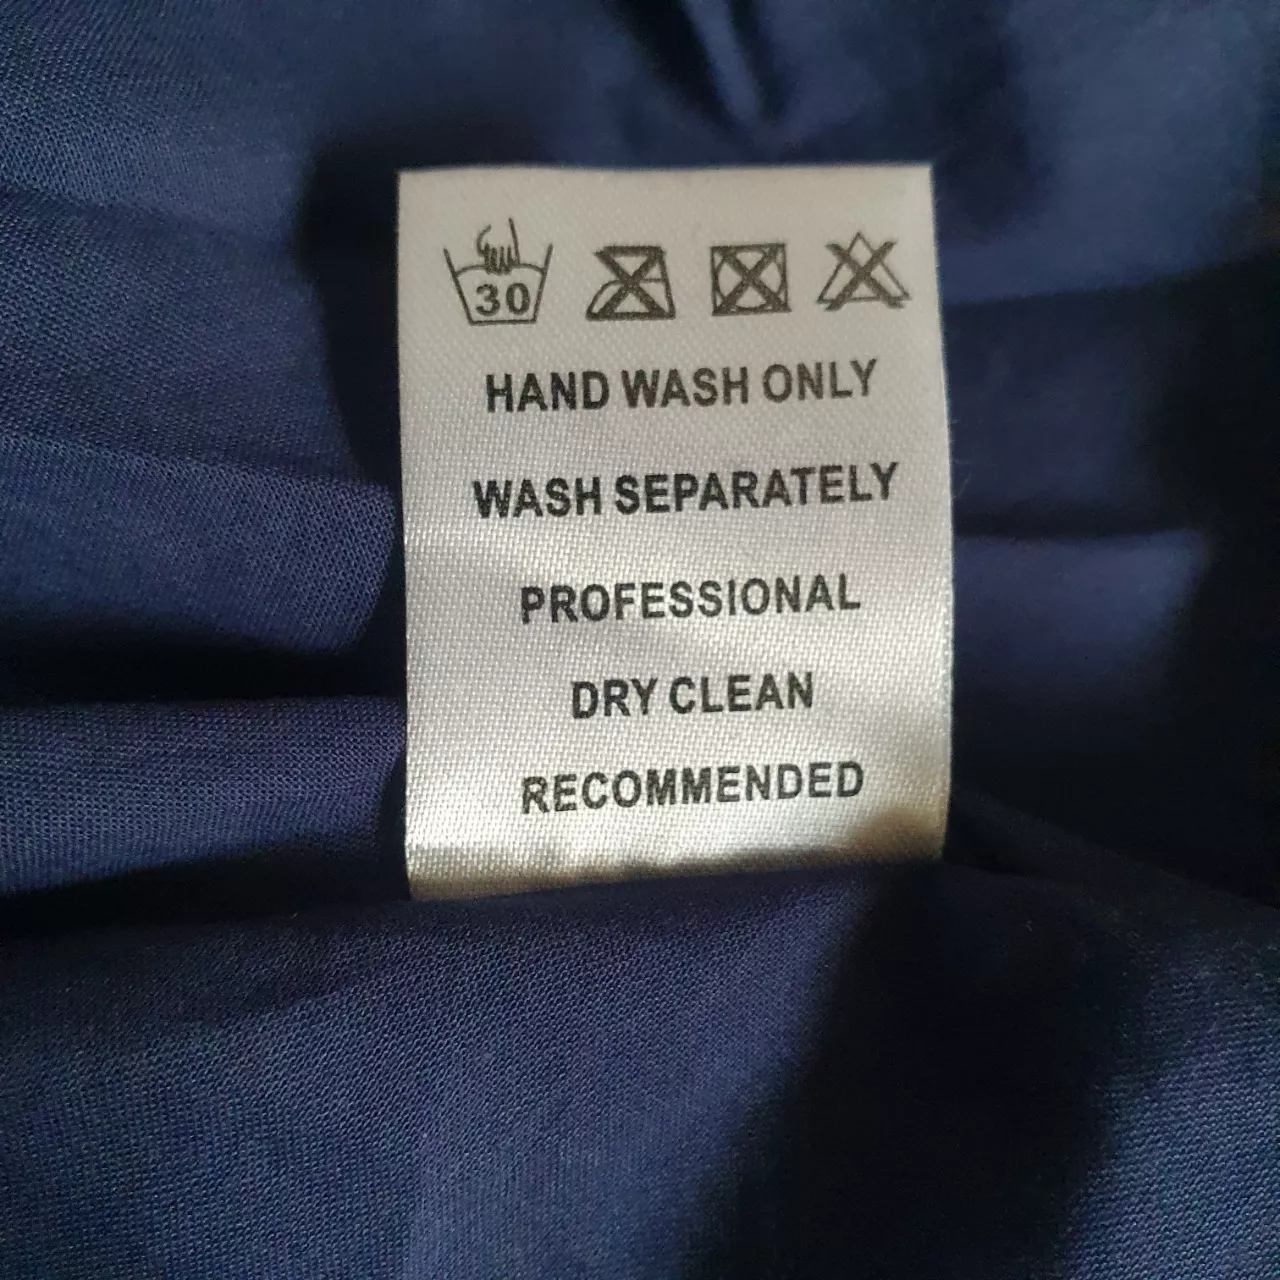 30
HAND WASH ONLY
WASH SEPARATELY
PROFESSIONAL
DRY CLEAN
RECOMMENDED